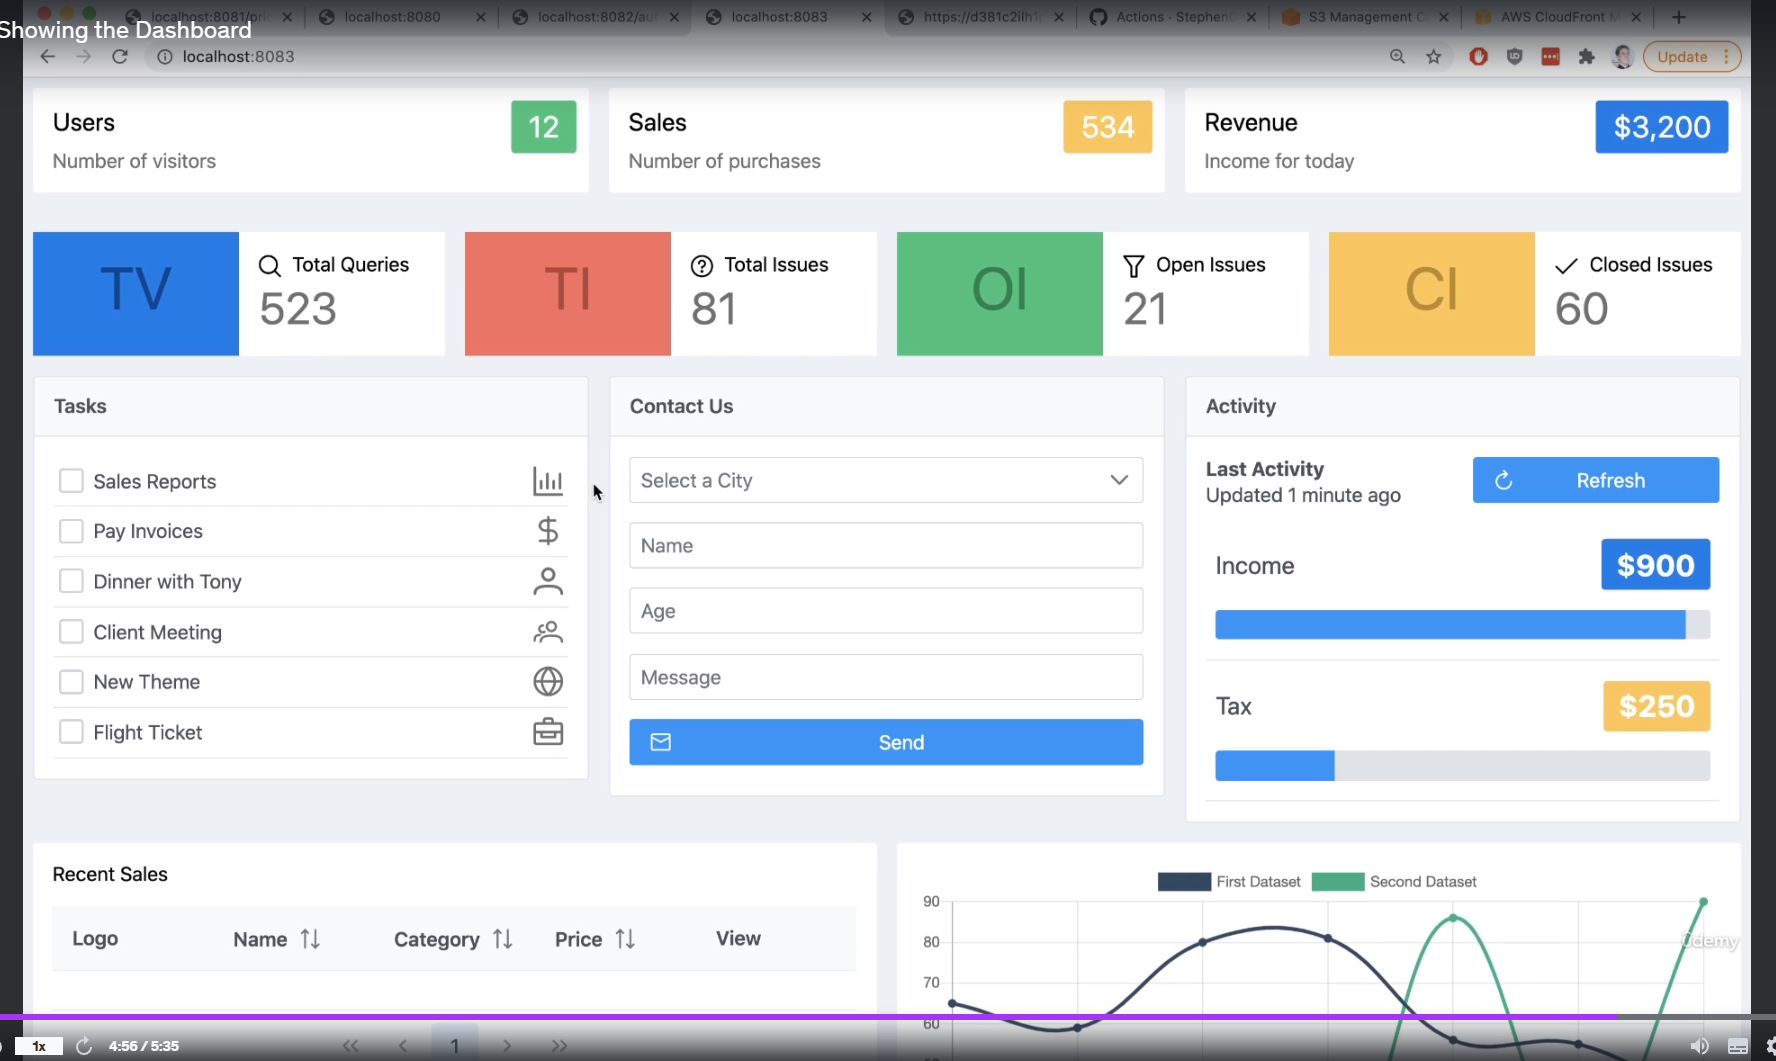 localhost:8081/pric
localhost:8080
localhost:8082/au
localhost:8083
https://d381c2ilh1
Actions · Stephen
S3 Management C
AWS CloudFront M
Showing the Dashboard
localhost:8083
Update
Users
12
Number of visitors
Sales
534
Number of purchases
Revenue
$3,200
Income for today
TV
Total Queries
523
TI
Total Issues
81
OI
Open Issues
21
CI
Closed Issues
60
Tasks
Sales Reports
Pay Invoices
Dinner with Tony
Client Meeting
New Theme
Flight Ticket
Contact Us
Select a City
Name
Age
Message
Send
Activity
Last Activity
Updated 1 minute ago
Refresh
Income
$900
Tax
$250
Recent Sales
Logo
Name
Category
Price
View
First Dataset
Second Dataset
90
80
70
60
Udemy
1x
4:56 / 5:35
1